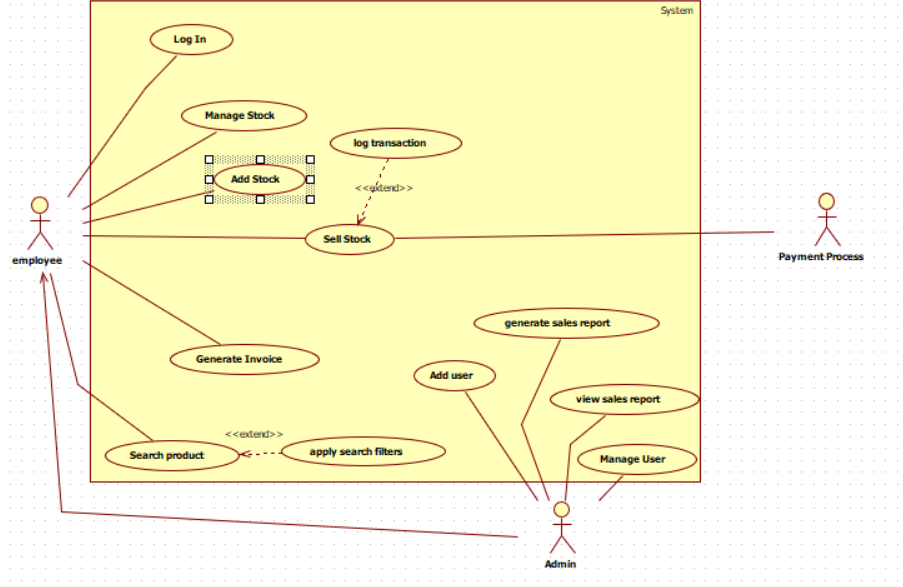 System
Log In
Manage Stock
log transaction
Add Stock
<<extend>>
Sell Stock
employee
Payment Process
generate sales report
Generate Invoice
Add user
view sales report
<<extend>>
Search product
apply search filters
Manage User
Admin